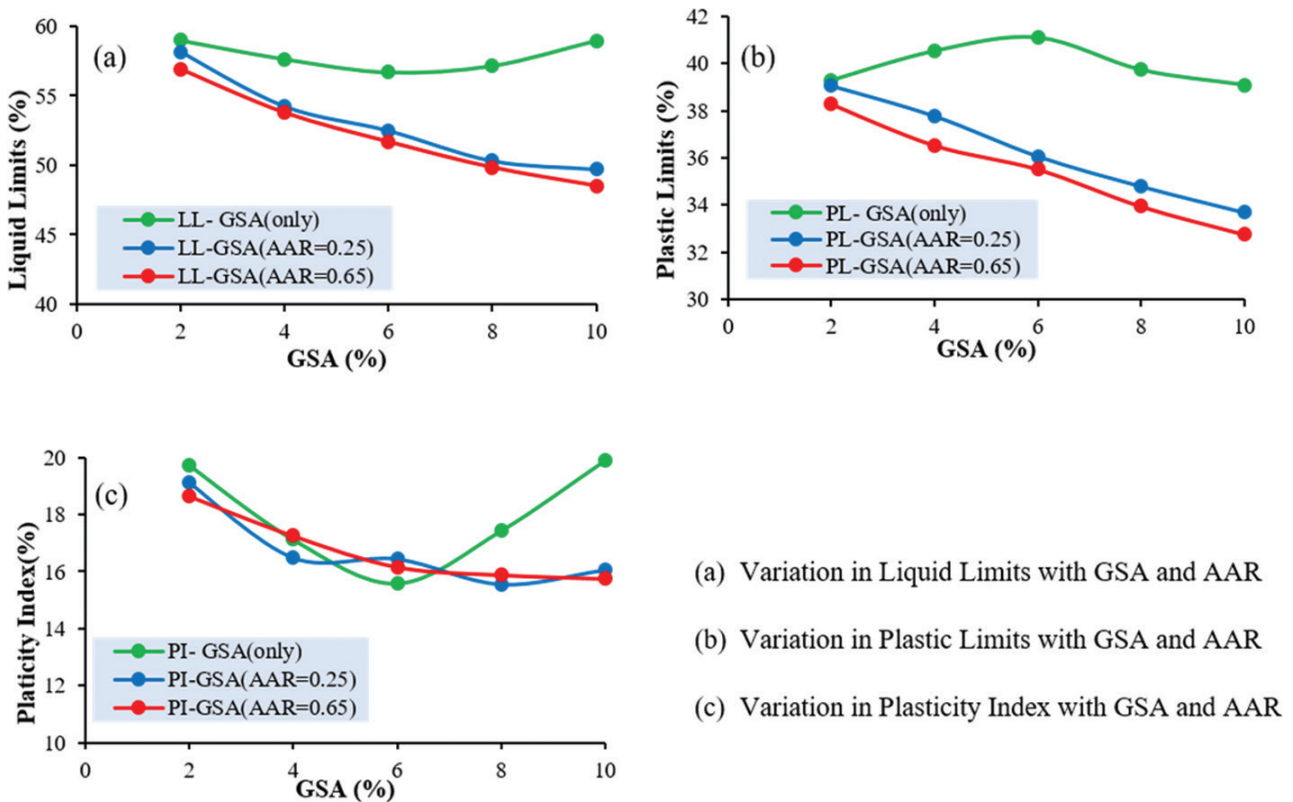 (a)
Liquid Limits (%)
60
55
50
45
40
LL- GSA(only)
LL-GSA(AAR=0.25)
LL-GSA(AAR=0.65)
0 2 4 6 8 10
GSA (%)
(b)
Plastic Limits (%)
42
40
38
36
34
32
30
PL- GSA(only)
PL-GSA(AAR=0.25)
PL-GSA(AAR=0.65)
0 2 4 6 8 10
GSA (%)
(c)
Platicity Index(%)
20
18
16
14
12
10
PI- GSA(only)
PI-GSA(AAR=0.25)
PI-GSA(AAR=0.65)
0 2 4 6 8 10
GSA (%)
(a) Variation in Liquid Limits with GSA and AAR
(b) Variation in Plastic Limits with GSA and AAR
(c) Variation in Plasticity Index with GSA and AAR